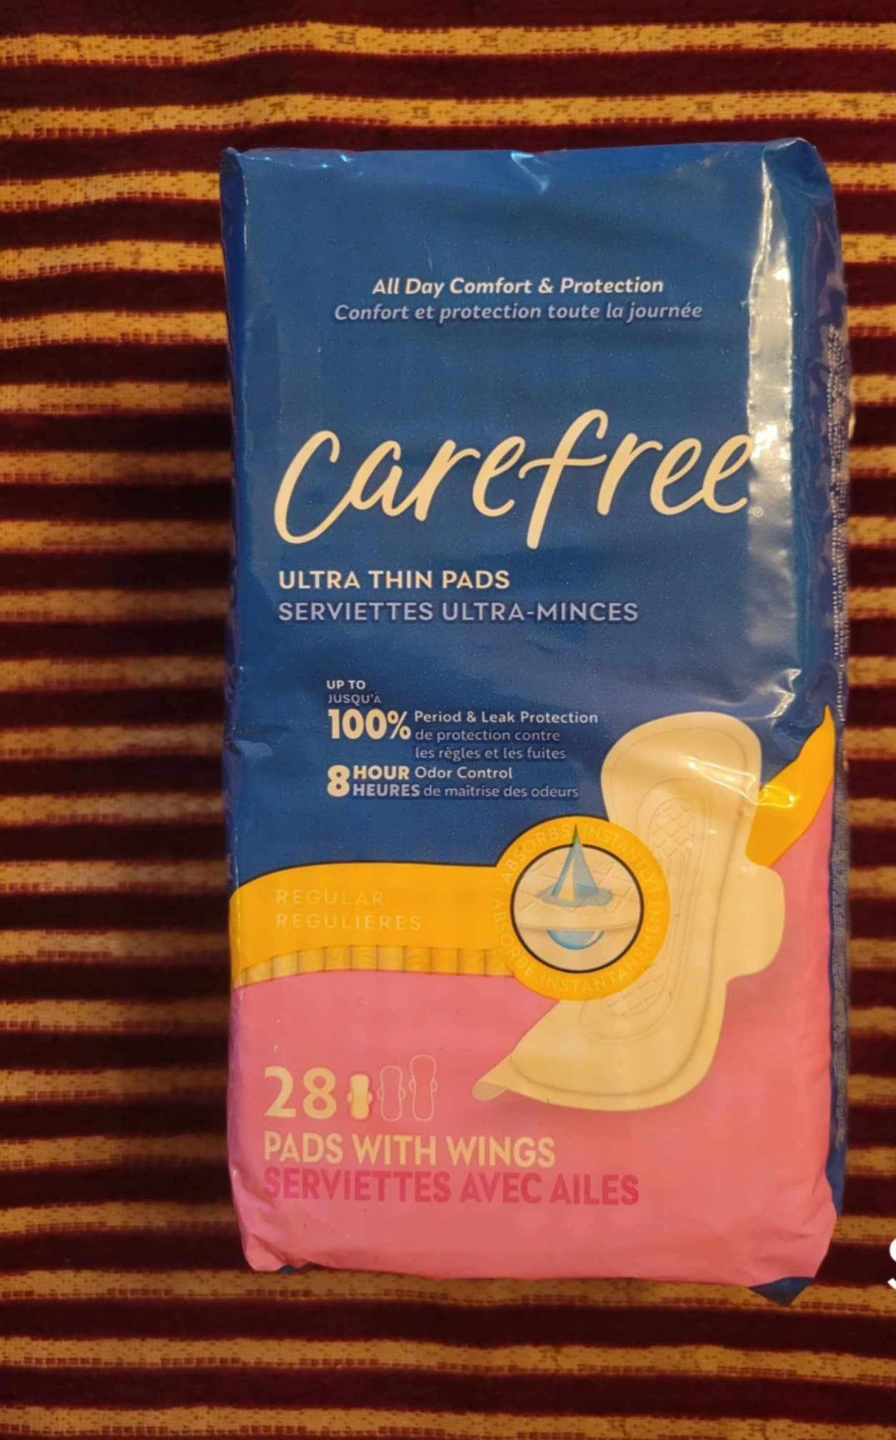 All Day Comfort & Protection
Confort et protection toute la journée
Carefree®
ULTRA THIN PADS
SERVIETTES ULTRA-MINCES
UP TO
JUSQU'À
100% Period & Leak Protection
de protection contre
les règles et les fuites
8 HOUR Odor Control
HEURES de maîtrise des odeurs
REGULAR
REGULIERES
ABSORBS INSTANTLY
ABSORBE INSTANTANÉMENT
28
PADS WITH WINGS
SERVIETTES AVEC AILES